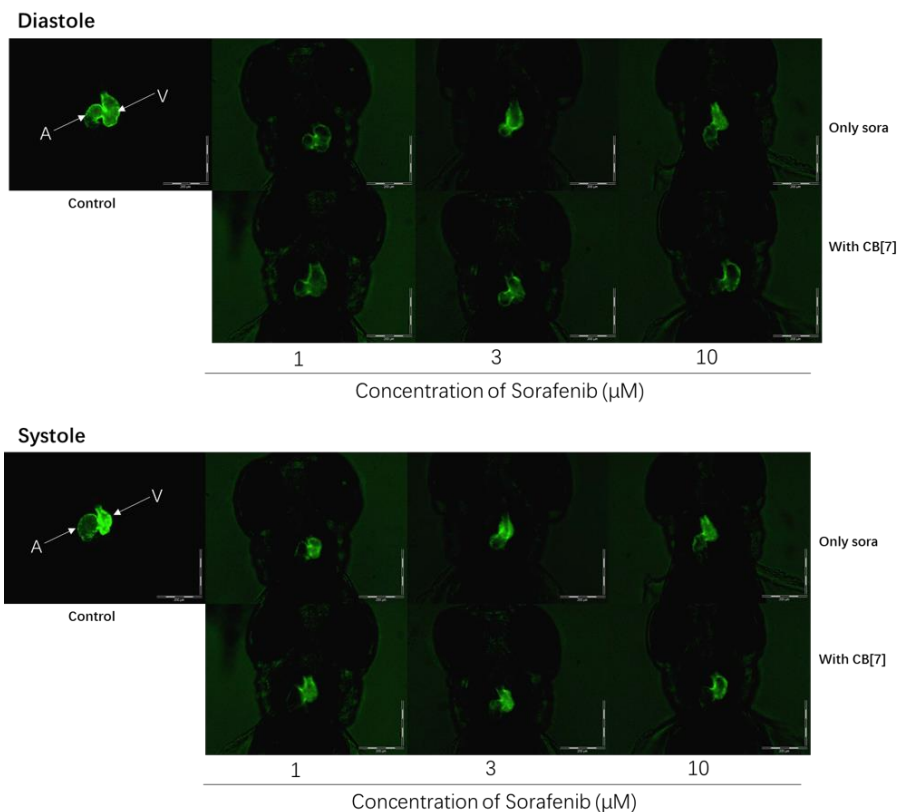 Diastole
A
V
Control
Only sora
With CB[7]
1
3
10
Concentration of Sorafenib (μM)
Systole
A
V
Control
Only sora
With CB[7]
1
3
10
Concentration of Sorafenib (μM)